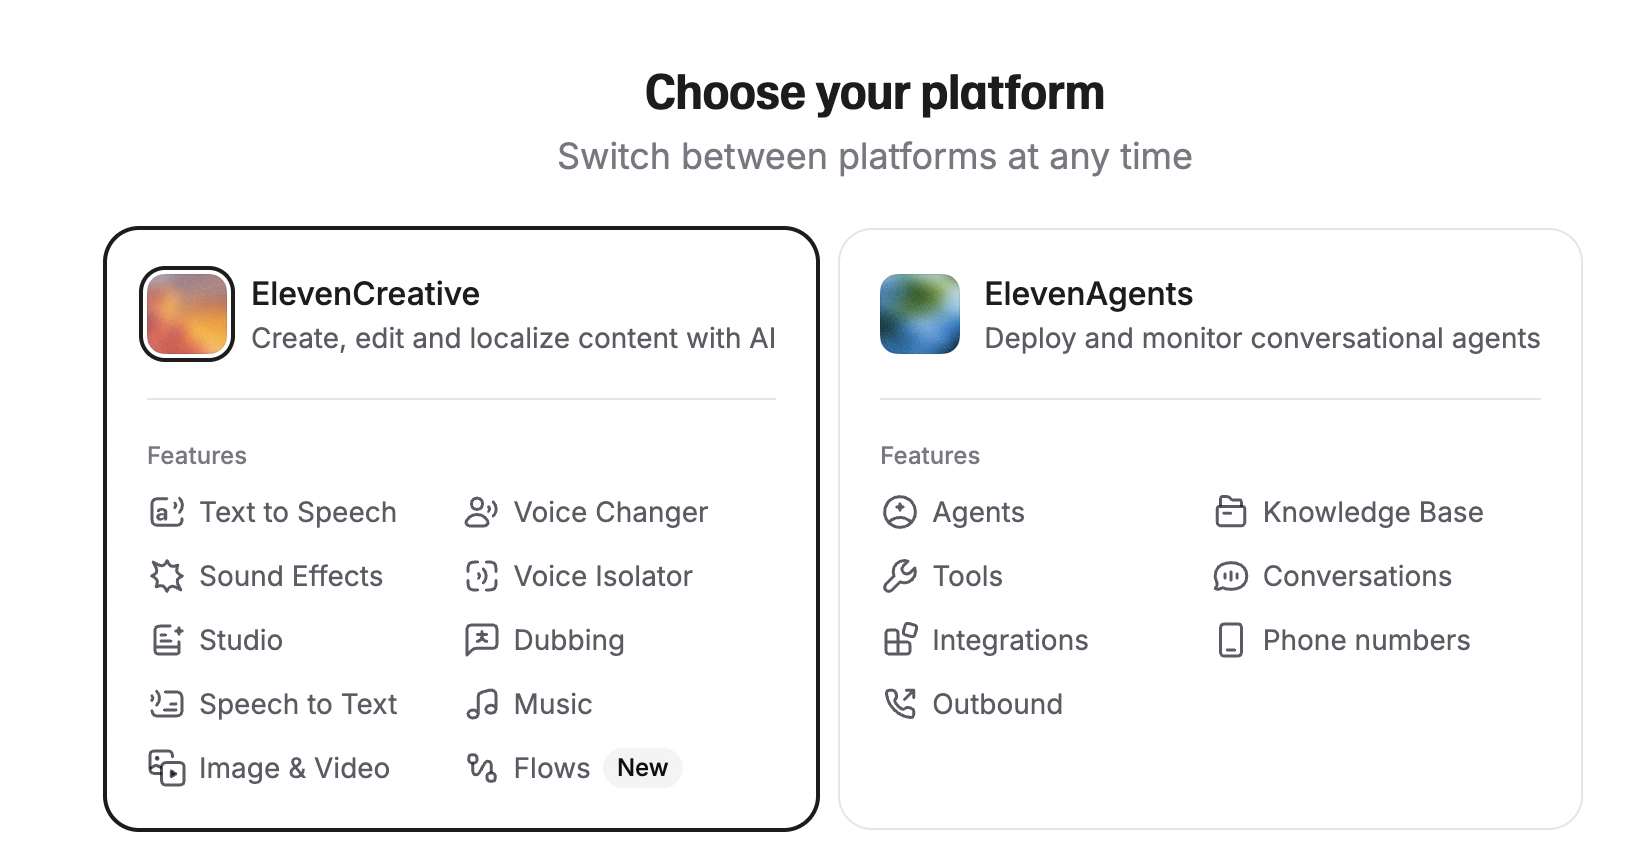 Choose your platform
Switch between platforms at any time
ElevenCreative
Create, edit and localize content with AI
Features
Text to Speech
Voice Changer
Sound Effects
Voice Isolator
Studio
Dubbing
Speech to Text
Music
Image & Video
Flows New
ElevenAgents
Deploy and monitor conversational agents
Features
Agents
Knowledge Base
Tools
Conversations
Integrations
Phone numbers
Outbound